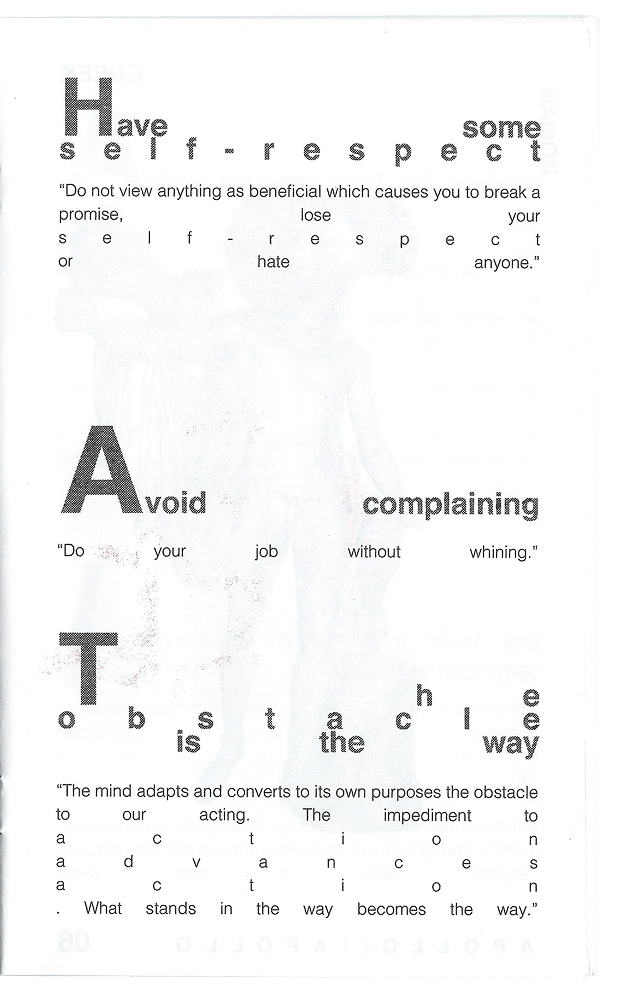 Have some
self-respect
“Do not view anything as beneficial which causes you to break a
promise, lose your
self-respect
or hate anyone.”
Avoid complaining
“Do your job without whining.”
The
obstacle
is the way
“The mind adapts and converts to its own purposes the obstacle
to our acting. The impediment to
action
advances
action
. What stands in the way becomes the way.”
GREEK
ROMAN
APOLLO::APOLLO
06